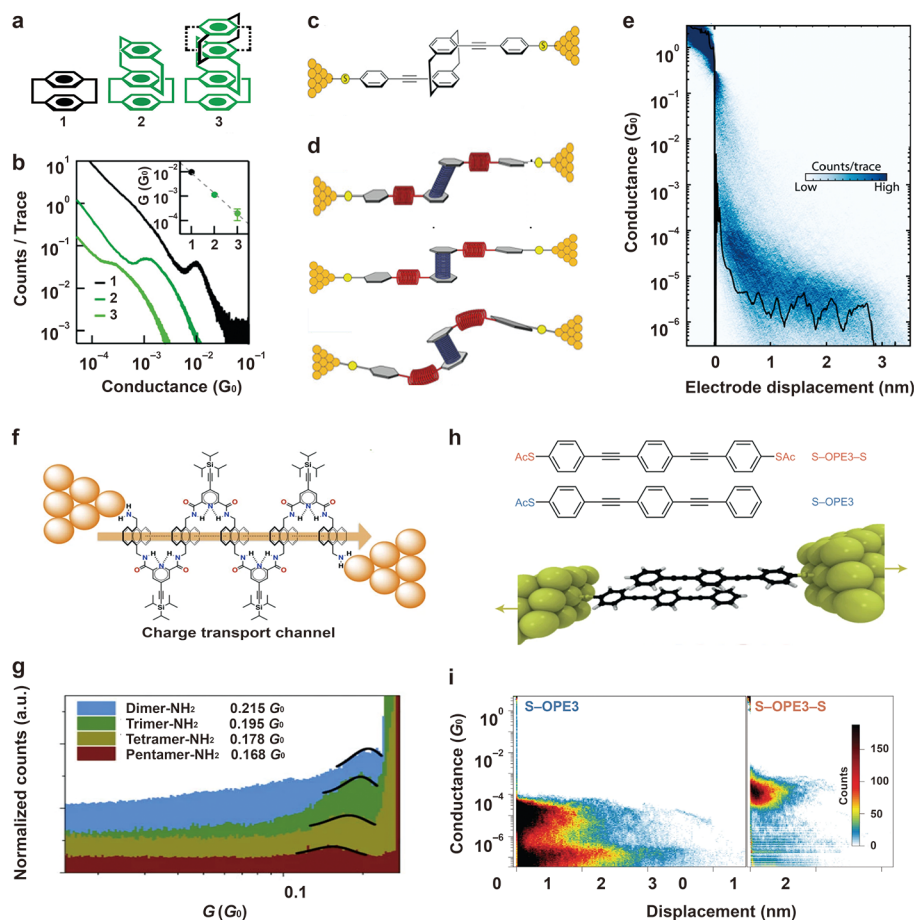 a
1
2
3
b
Counts / Trace
10¹
10⁰
10⁻¹
10⁻²
10⁻³
G (G₀)
10⁻²
10⁻⁴
1 2 3
1
2
3
10⁻⁴ 10⁻³ 10⁻² 10⁻¹
Conductance (G₀)
c
S
S
d
e
Conductance (G₀)
10⁰
10⁻¹
10⁻²
10⁻³
10⁻⁴
10⁻⁵
10⁻⁶
Counts/trace
Low High
0 1 2 3
Electrode displacement (nm)
f
Charge transport channel
g
Normalized counts (a.u.)
Dimer-NH₂ 0.215 G₀
Trimer-NH₂ 0.195 G₀
Tetramer-NH₂ 0.178 G₀
Pentamer-NH₂ 0.168 G₀
0.1
G (G₀)
h
AcS SAc S–OPE3–S
AcS S–OPE3
i
Conductance (G₀)
S–OPE3
S–OPE3–S
10⁰
10⁻²
10⁻⁴
10⁻⁶
Counts
150
100
50
0
0 1 2 3 0 1 2
Displacement (nm)